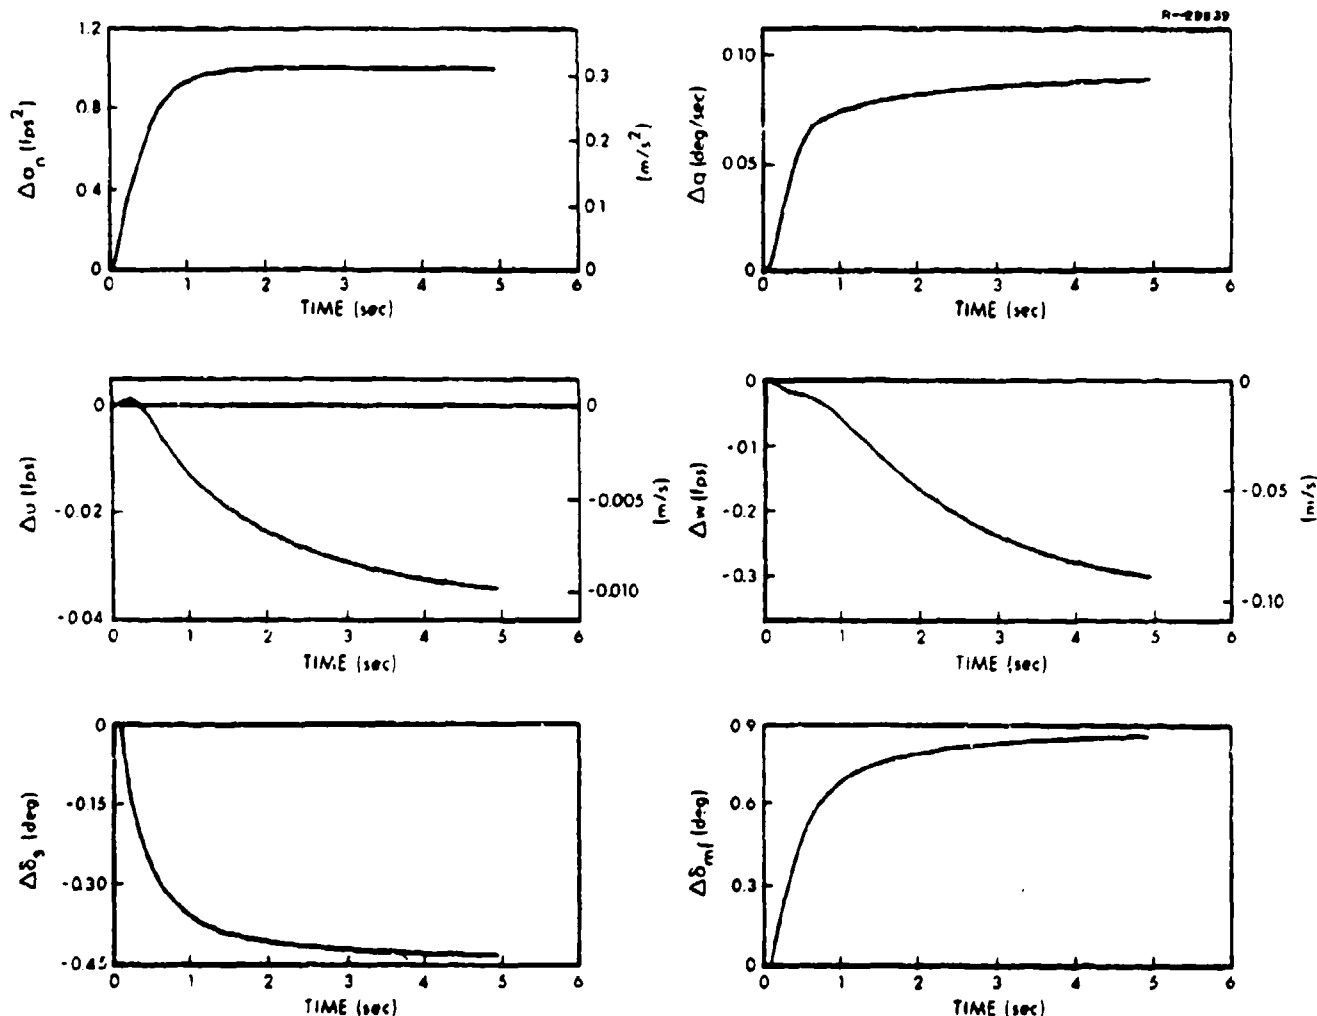 R-29839
1.2
0.8
0.4
0
Δa_n (fps²)
0.3
0.2
0.1
0
(m/s²)
0 1 2 3 4 5 6
TIME (sec)
0.10
0.05
0
Δq (deg/sec)
0 1 2 3 4 5 6
TIME (sec)
0
-0.02
-0.04
Δu (fps)
0
-0.005
-0.010
(m/s)
0 1 2 3 4 5 6
TIME (sec)
0
-0.1
-0.2
-0.3
Δw (fps)
0
-0.05
-0.10
(m/s)
0 1 2 3 4 5 6
TIME (sec)
0
-0.15
-0.30
-0.45
Δδ_s (deg)
0 1 2 3 4 5 6
TIME (sec)
0.9
0.6
0.3
0
Δδ_mf (deg)
0 1 2 3 4 5 6
TIME (sec)